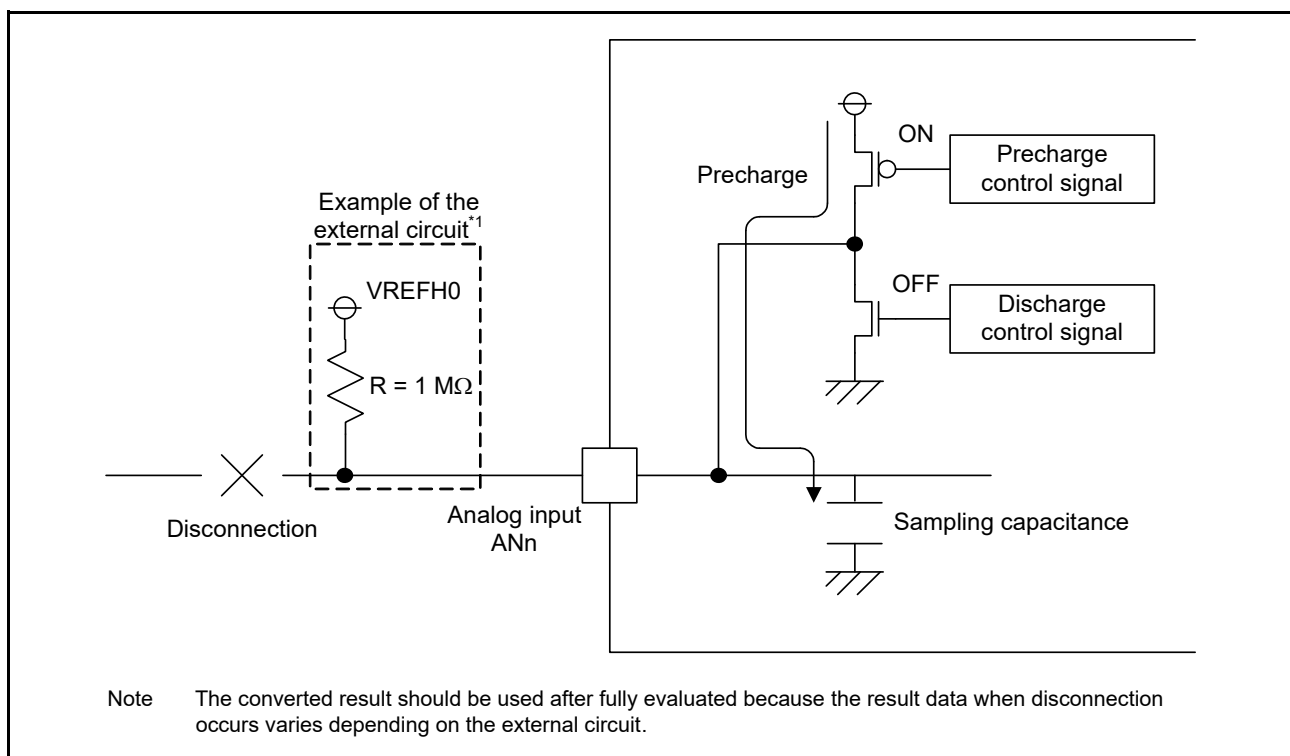 ON
Precharge
control signal
Precharge
Example of the
external circuit*1
VREFH0
OFF
Discharge
control signal
R = 1 MΩ
Analog input
ANn
Disconnection
Sampling capacitance
Note The converted result should be used after fully evaluated because the result data when disconnection
occurs varies depending on the external circuit.